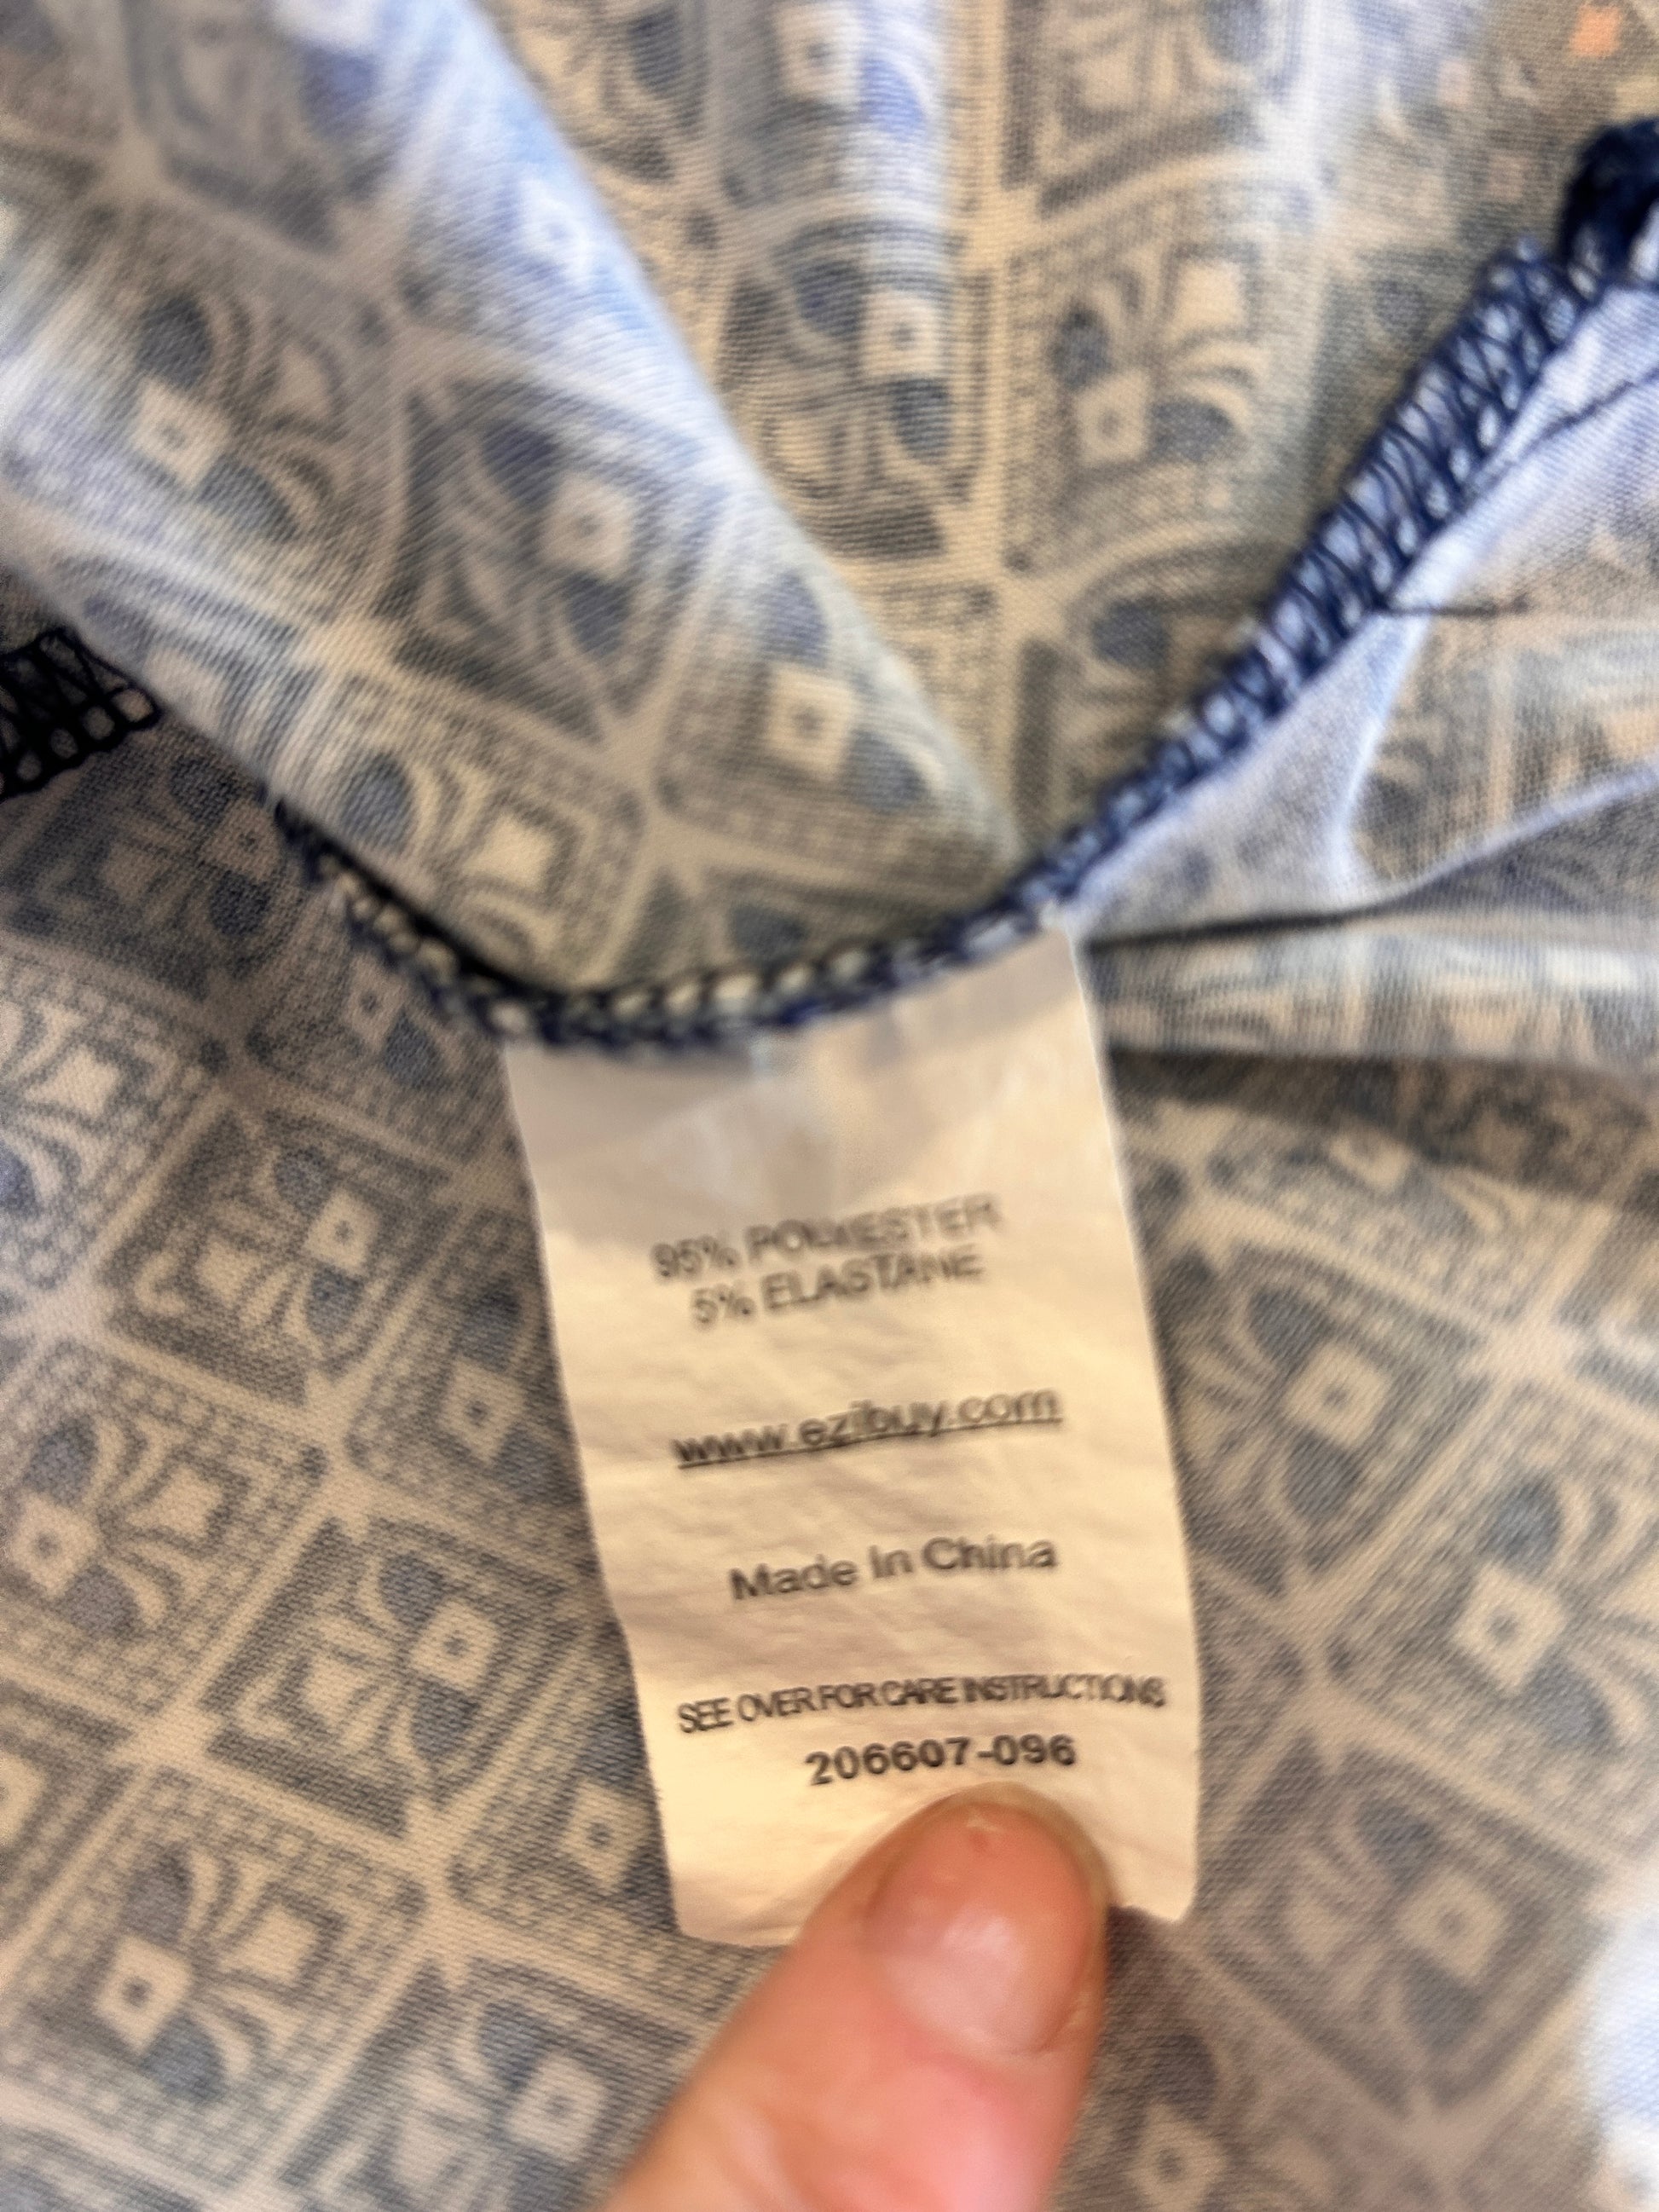 95% POLYESTER
5% ELASTANE
www.ezibuy.com
Made In China
SEE OVER FOR CARE INSTRUCTIONS
206607-096